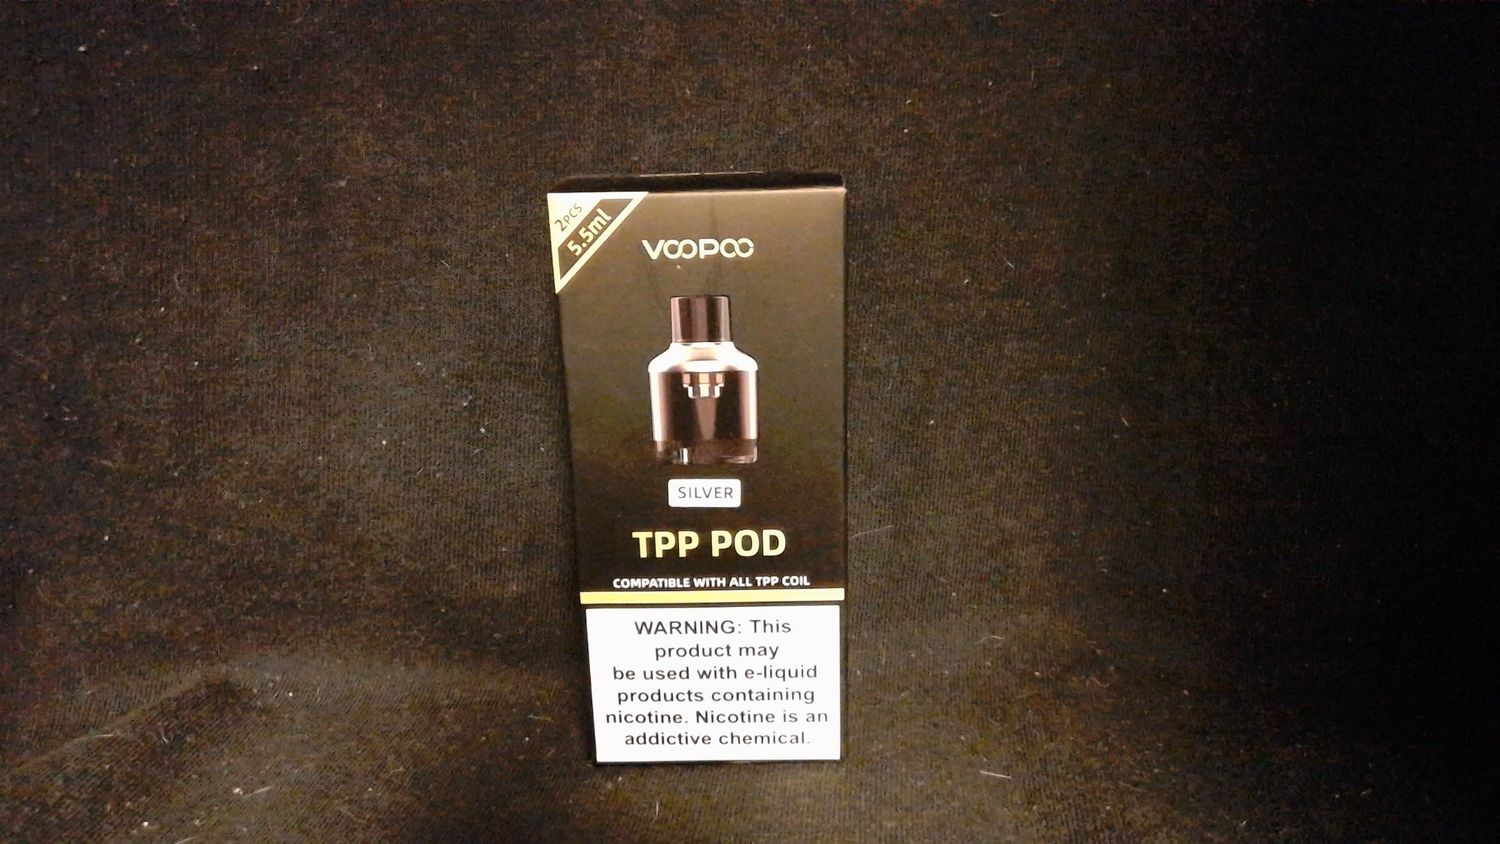 2PCS
5.5ml
VOOPOO
SILVER
TPP POD
COMPATIBLE WITH ALL TPP COIL
WARNING: This
product may
be used with e-liquid
products containing
nicotine. Nicotine is an
addictive chemical.